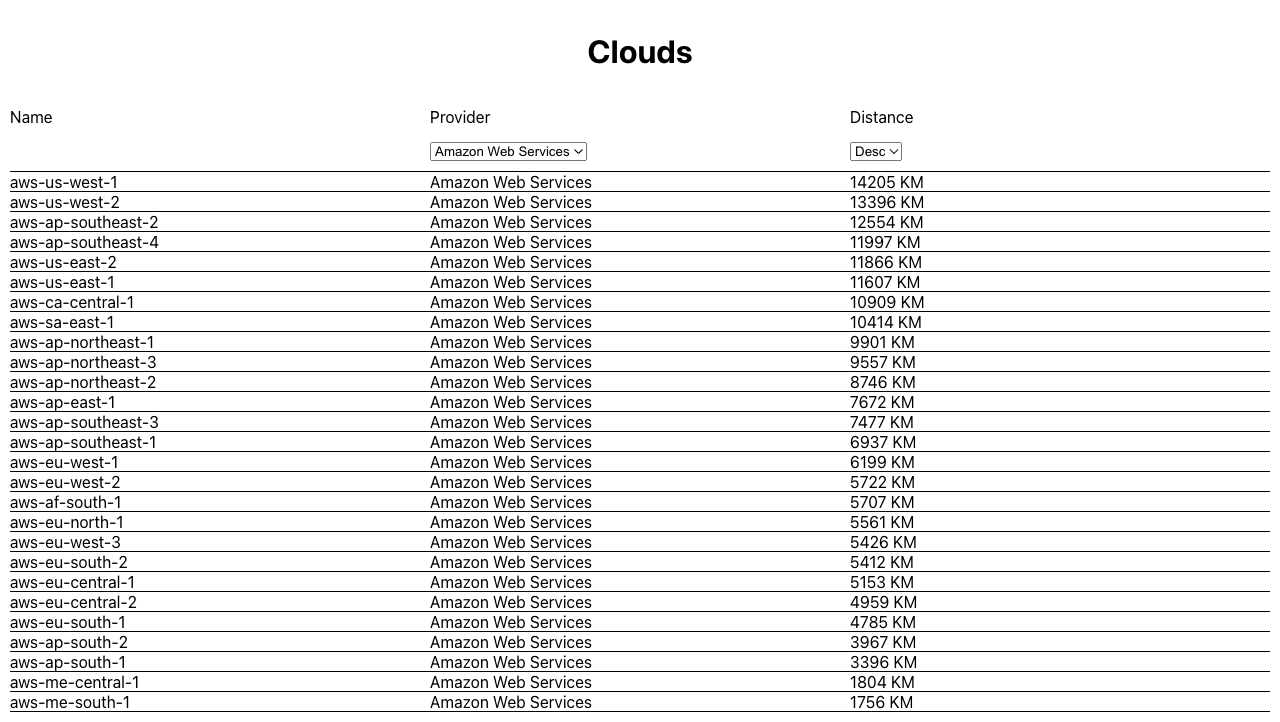 Clouds
Name Provider Distance
Amazon Web Services Desc
aws-us-west-1 Amazon Web Services 14205 KM
aws-us-west-2 Amazon Web Services 13396 KM
aws-ap-southeast-2 Amazon Web Services 12554 KM
aws-ap-southeast-4 Amazon Web Services 11997 KM
aws-us-east-2 Amazon Web Services 11866 KM
aws-us-east-1 Amazon Web Services 11607 KM
aws-ca-central-1 Amazon Web Services 10909 KM
aws-sa-east-1 Amazon Web Services 10414 KM
aws-ap-northeast-1 Amazon Web Services 9901 KM
aws-ap-northeast-3 Amazon Web Services 9557 KM
aws-ap-northeast-2 Amazon Web Services 8746 KM
aws-ap-east-1 Amazon Web Services 7672 KM
aws-ap-southeast-3 Amazon Web Services 7477 KM
aws-ap-southeast-1 Amazon Web Services 6937 KM
aws-eu-west-1 Amazon Web Services 6199 KM
aws-eu-west-2 Amazon Web Services 5722 KM
aws-af-south-1 Amazon Web Services 5707 KM
aws-eu-north-1 Amazon Web Services 5561 KM
aws-eu-west-3 Amazon Web Services 5426 KM
aws-eu-south-2 Amazon Web Services 5412 KM
aws-eu-central-1 Amazon Web Services 5153 KM
aws-eu-central-2 Amazon Web Services 4959 KM
aws-eu-south-1 Amazon Web Services 4785 KM
aws-ap-south-2 Amazon Web Services 3967 KM
aws-ap-south-1 Amazon Web Services 3396 KM
aws-me-central-1 Amazon Web Services 1804 KM
aws-me-south-1 Amazon Web Services 1756 KM